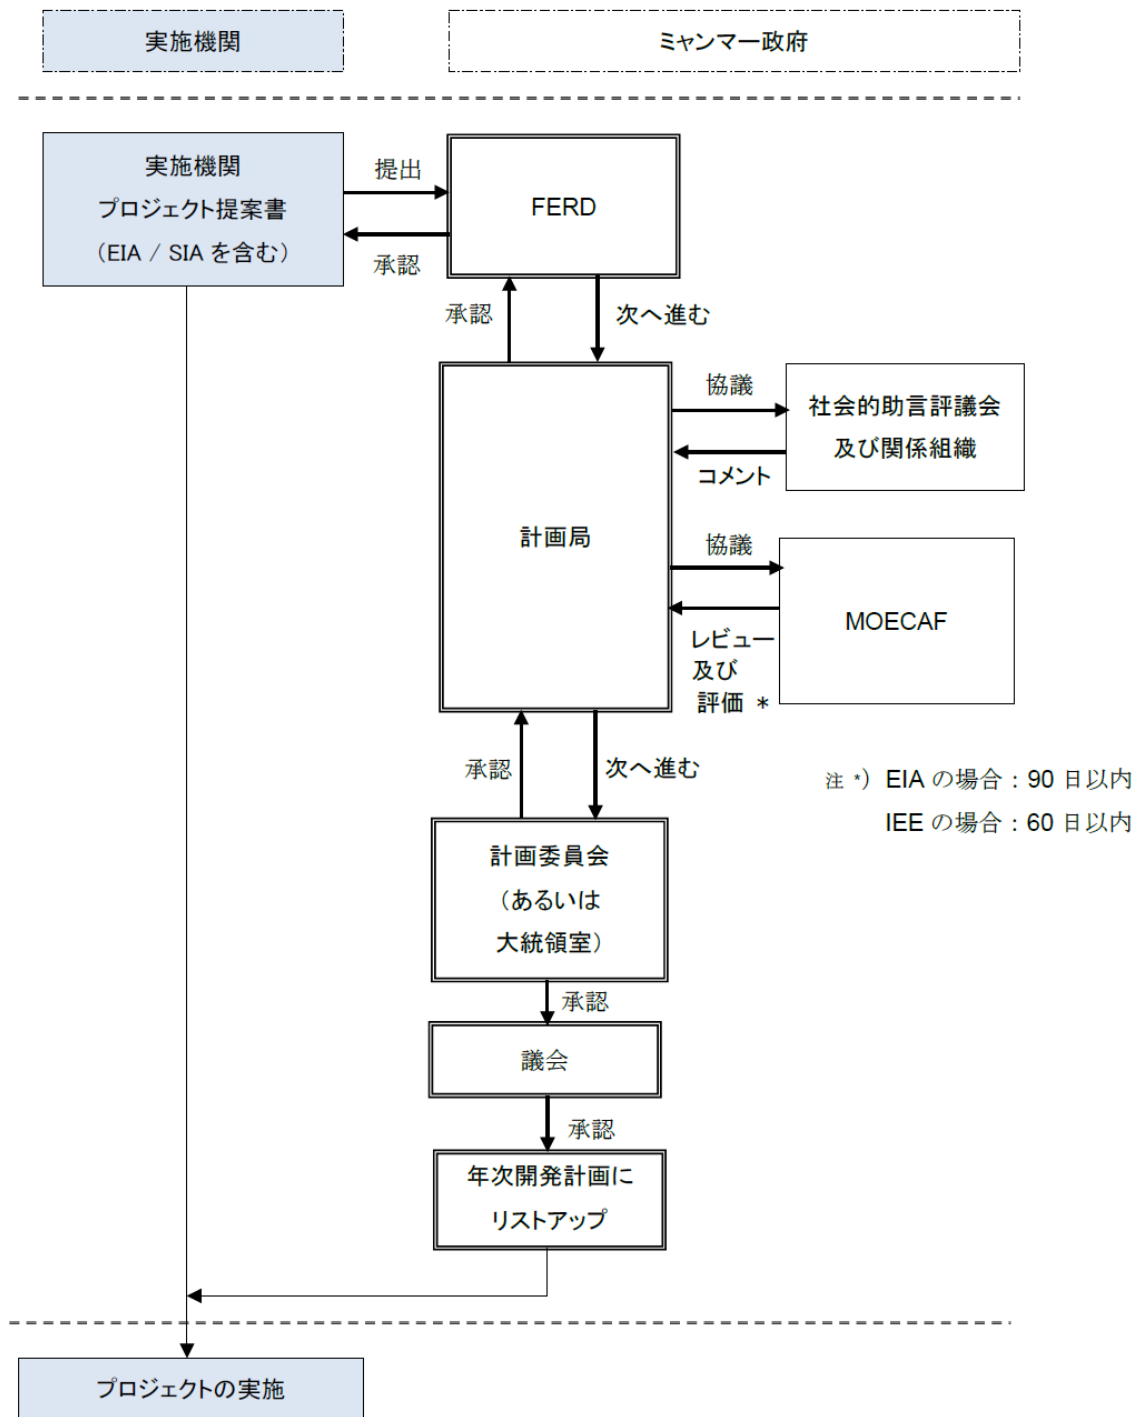 実施機関
ミャンマー政府
実施機関
プロジェクト提案書
（EIA / SIA を含む）
提出
承認
FERD
承認
次へ進む
計画局
協議
コメント
社会的助言評議会
及び関係組織
協議
レビュー
及び
評価 *
MOECAF
注 *） EIA の場合：90 日以内
IEE の場合：60 日以内
承認
次へ進む
計画委員会
（あるいは
大統領室）
承認
議会
承認
年次開発計画に
リストアップ
プロジェクトの実施